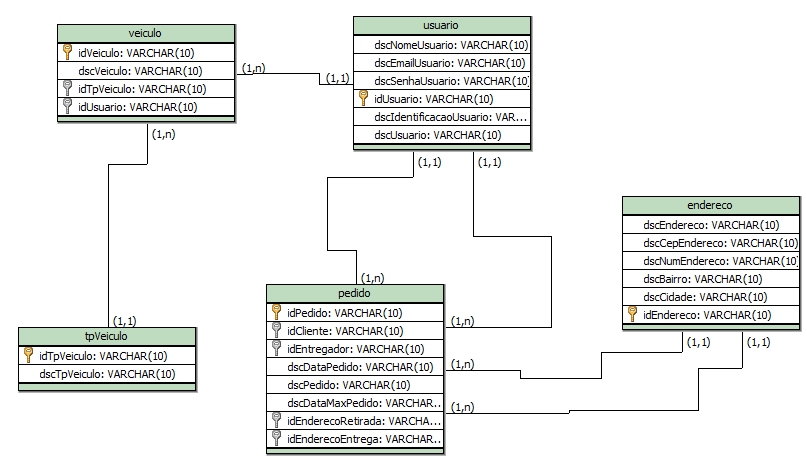 veiculo
idVeiculo: VARCHAR(10)
dscVeiculo: VARCHAR(10)
idTpVeiculo: VARCHAR(10)
idUsuario: VARCHAR(10)
(1,n)
(1,1)
(1,n)
usuario
dscNomeUsuario: VARCHAR(10)
dscEmailUsuario: VARCHAR(10)
dscSenhaUsuario: VARCHAR(10)
idUsuario: VARCHAR(10)
dscIdentificacaoUsuario: VAR...
dscUsuario: VARCHAR(10)
(1,1)
(1,1)
endereco
dscEndereco: VARCHAR(10)
dscCepEndereco: VARCHAR(10)
dscNumEndereco: VARCHAR(10)
dscBairro: VARCHAR(10)
dscCidade: VARCHAR(10)
idEndereco: VARCHAR(10)
(1,1)
(1,1)
(1,1)
tpVeiculo
idTpVeiculo: VARCHAR(10)
dscTpVeiculo: VARCHAR(10)
(1,n)
pedido
idPedido: VARCHAR(10)
idCliente: VARCHAR(10)
idEntregador: VARCHAR(10)
dscDataPedido: VARCHAR(10)
dscPedido: VARCHAR(10)
dscDataMaxPedido: VARCHAR...
idEnderecoRetirada: VARCHA...
idEnderecoEntrega: VARCHAR...
(1,n)
(1,n)
(1,n)